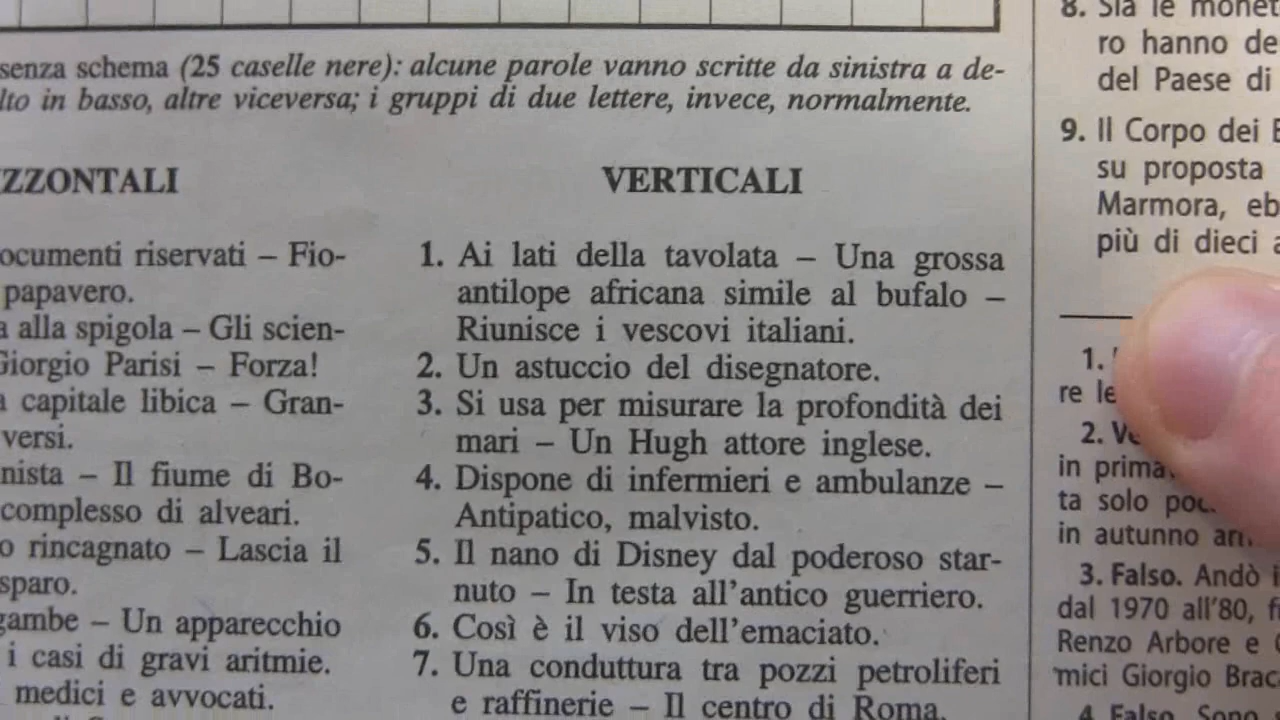 senza schema (25 caselle nere): alcune parole vanno scritte da sinistra a de-
lto in basso, altre viceversa; i gruppi di due lettere, invece, normalmente.
ZZONTALI
ocumenti riservati – Fio-
papavero.
a alla spigola – Gli scien-
Giorgio Parisi – Forza!
a capitale libica – Gran-
versi.
nista – Il fiume di Bo-
complesso di alveari.
o rincagnato – Lascia il
sparo.
gambe – Un apparecchio
i casi di gravi aritmie.
medici e avvocati.
VERTICALI
1. Ai lati della tavolata – Una grossa
antilope africana simile al bufalo –
Riunisce i vescovi italiani.
2. Un astuccio del disegnatore.
3. Si usa per misurare la profondità dei
mari – Un Hugh attore inglese.
4. Dispone di infermieri e ambulanze –
Antipatico, malvisto.
5. Il nano di Disney dal poderoso star-
nuto – In testa all'antico guerriero.
6. Così è il viso dell'emaciato.
7. Una conduttura tra pozzi petroliferi
e raffinerie – Il centro di Roma.
8. Sia le monet
ro hanno de
del Paese di
9. Il Corpo dei B
su proposta
Marmora, eb
più di dieci a
1.
re le
2. Ve
in prima
ta solo poc
in autunno arr
3. Falso. Andò i
dal 1970 all'80, f
Renzo Arbore e
mici Giorgio Brac
4. Falso. Sono